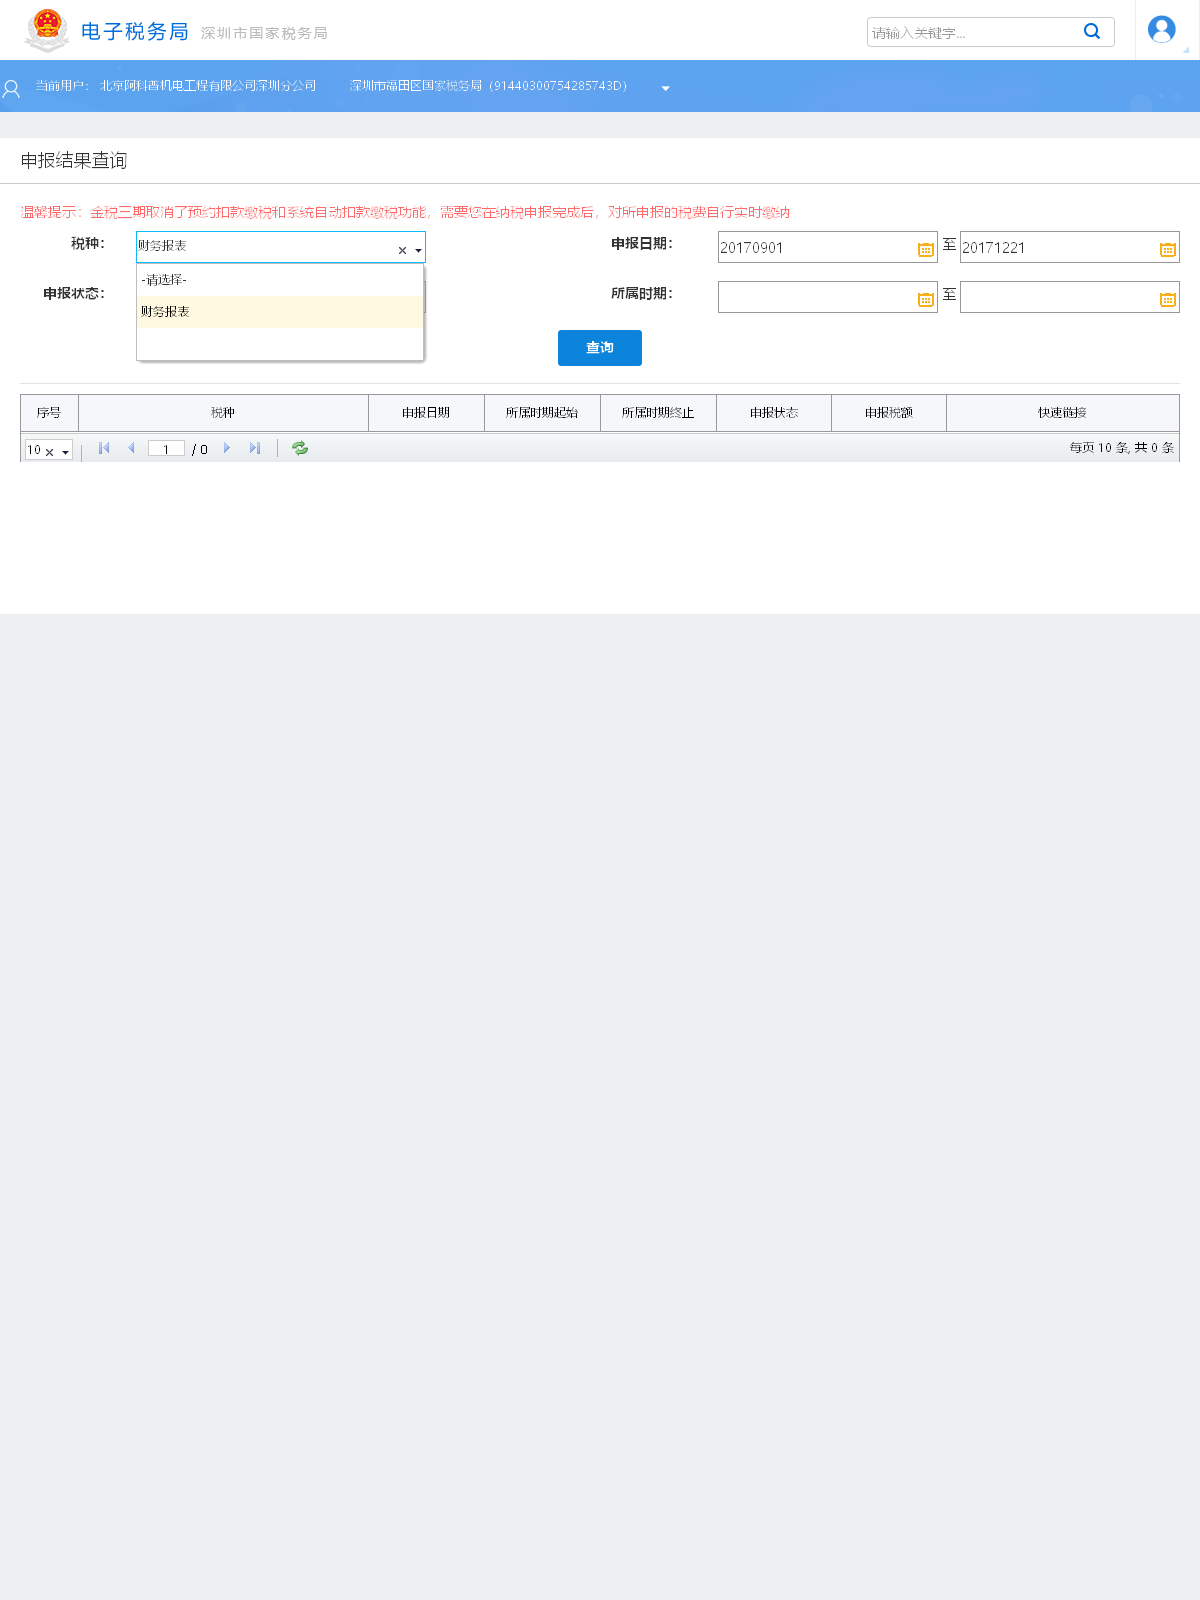 电子税务局 深圳市国家税务局 请输入关键字...
当前用户： 北京阿科西机电工程有限公司深圳分公司 深圳市福田区国家税务局（91440300754285743D）
申报结果查询
温馨提示：金税三期取消了预约扣款缴税和系统自动扣款缴税功能，需要您在纳税申报完成后，对所申报的税费自行实时缴纳
税种： 财务报表 申报日期： 20170901 至 20171221
-请选择-
申报状态： 所属时期： 至
财务报表
查询
序号 税种 申报日期 所属时期起始 所属时期终止 申报状态 申报税额 快速链接
10 1 / 0 每页 10 条, 共 0 条